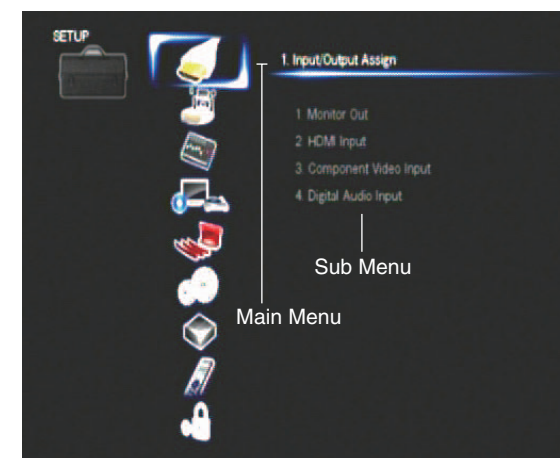 SETUP
1. Input/Output Assign
1 Monitor Out
2 HDMI Input
3 Component Video Input
4 Digital Audio Input
Sub Menu
Main Menu